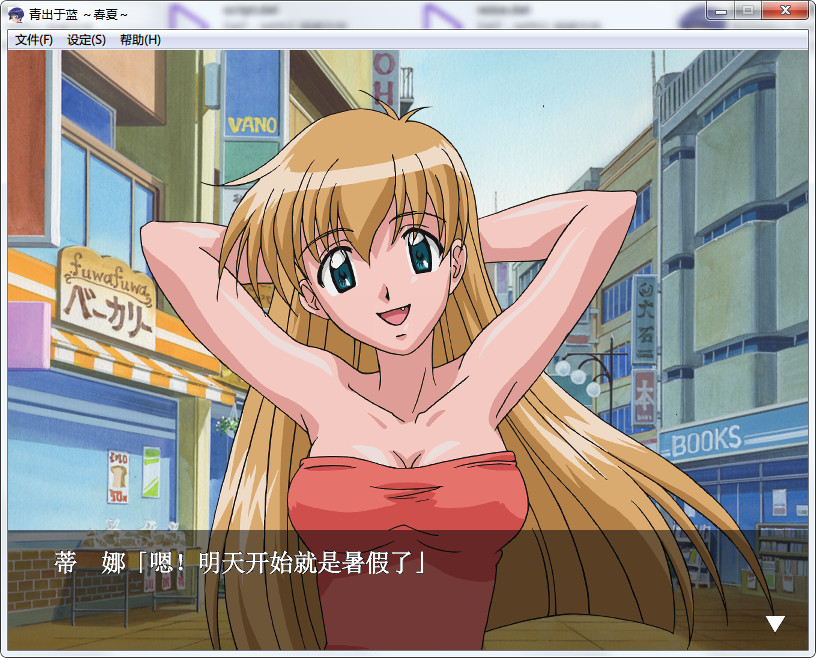 青出于蓝 ~春夏~
文件(F) 设定(S) 帮助(H)
OH
VANO
fuwafuwa
ベーカリー
大石
本
BOOKS
蒂　娜「嗯！明天开始就是暑假了」